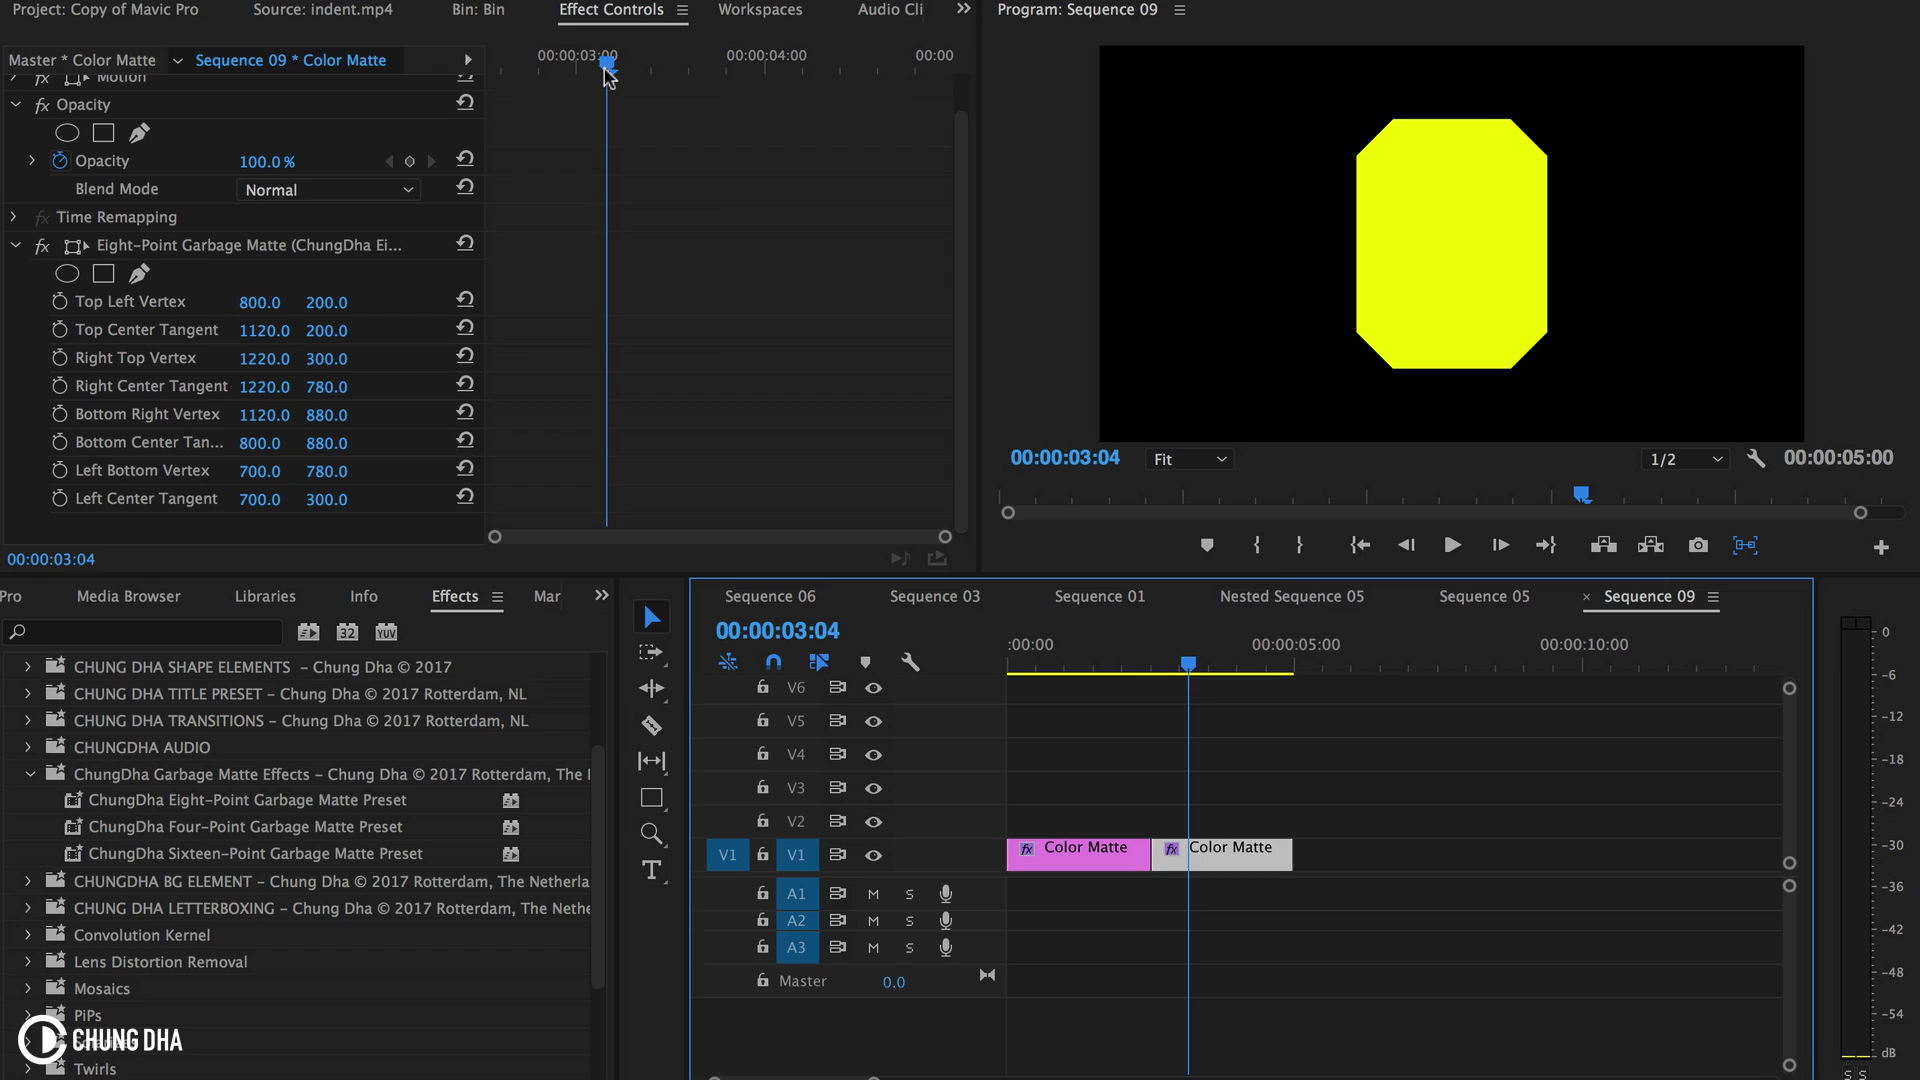 Project: Copy of Mavic Pro
Source: indent.mp4
Bin: Bin
Effect Controls
Workspaces
Audio Cli
Program: Sequence 09
Master * Color Matte
Sequence 09 * Color Matte
00:00:03:00
00:00:04:00
00:00
fx Motion
fx Opacity
Opacity 100.0 %
Blend Mode Normal
fx Time Remapping
fx Eight-Point Garbage Matte (ChungDha Ei...
Top Left Vertex 800.0 200.0
Top Center Tangent 1120.0 200.0
Right Top Vertex 1220.0 300.0
Right Center Tangent 1220.0 780.0
Bottom Right Vertex 1120.0 880.0
Bottom Center Tan... 800.0 880.0
Left Bottom Vertex 700.0 780.0
Left Center Tangent 700.0 300.0
00:00:03:04
00:00:03:04 Fit 1/2 00:00:05:00
Pro
Media Browser
Libraries
Info
Effects
Mar
32 YUV
CHUNG DHA SHAPE ELEMENTS – Chung Dha © 2017
CHUNG DHA TITLE PRESET – Chung Dha © 2017 Rotterdam, NL
CHUNG DHA TRANSITIONS – Chung Dha © 2017 Rotterdam, NL
CHUNGDHA AUDIO
ChungDha Garbage Matte Effects – Chung Dha © 2017 Rotterdam, The
ChungDha Eight-Point Garbage Matte Preset
ChungDha Four-Point Garbage Matte Preset
ChungDha Sixteen-Point Garbage Matte Preset
CHUNGDHA BG ELEMENT – Chung Dha © 2017 Rotterdam, The Netherla
CHUNG DHA LETTERBOXING – Chung Dha © 2017 Rotterdam, The Nethe
Convolution Kernel
Lens Distortion Removal
Mosaics
PiPs
Twirls
CHUNG DHA
Sequence 06
Sequence 03
Sequence 01
Nested Sequence 05
Sequence 05
× Sequence 09
00:00:03:04
:00:00
00:00:05:00
00:00:10:00
V6
V5
V4
V3
V2
V1 V1 fx Color Matte fx Color Matte
A1 M S
A2 M S
A3 M S
Master 0.0
0
-6
-12
-18
-24
-30
-36
-42
-48
-54
dB
S S